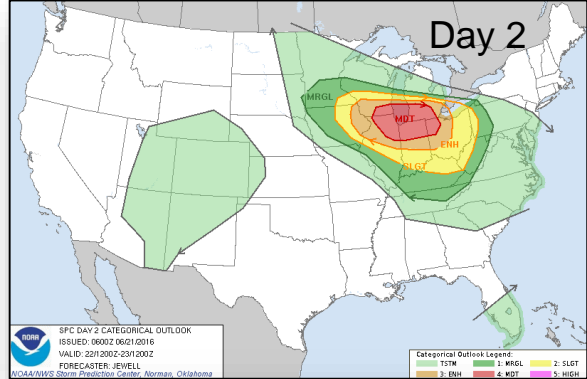 Day 2
MRGL
MDT
ENH
SLGT
NOAA
SPC DAY 2 CATEGORICAL OUTLOOK
ISSUED: 0600Z 06/21/2016
VALID: 22/1200Z-23/1200Z
FORECASTER: JEWELL
NOAA/NWS Storm Prediction Center, Norman, Oklahoma
Categorical Outlook Legend:
TSTM 1: MRGL 2: SLGT
3: ENH 4: MDT 5: HIGH